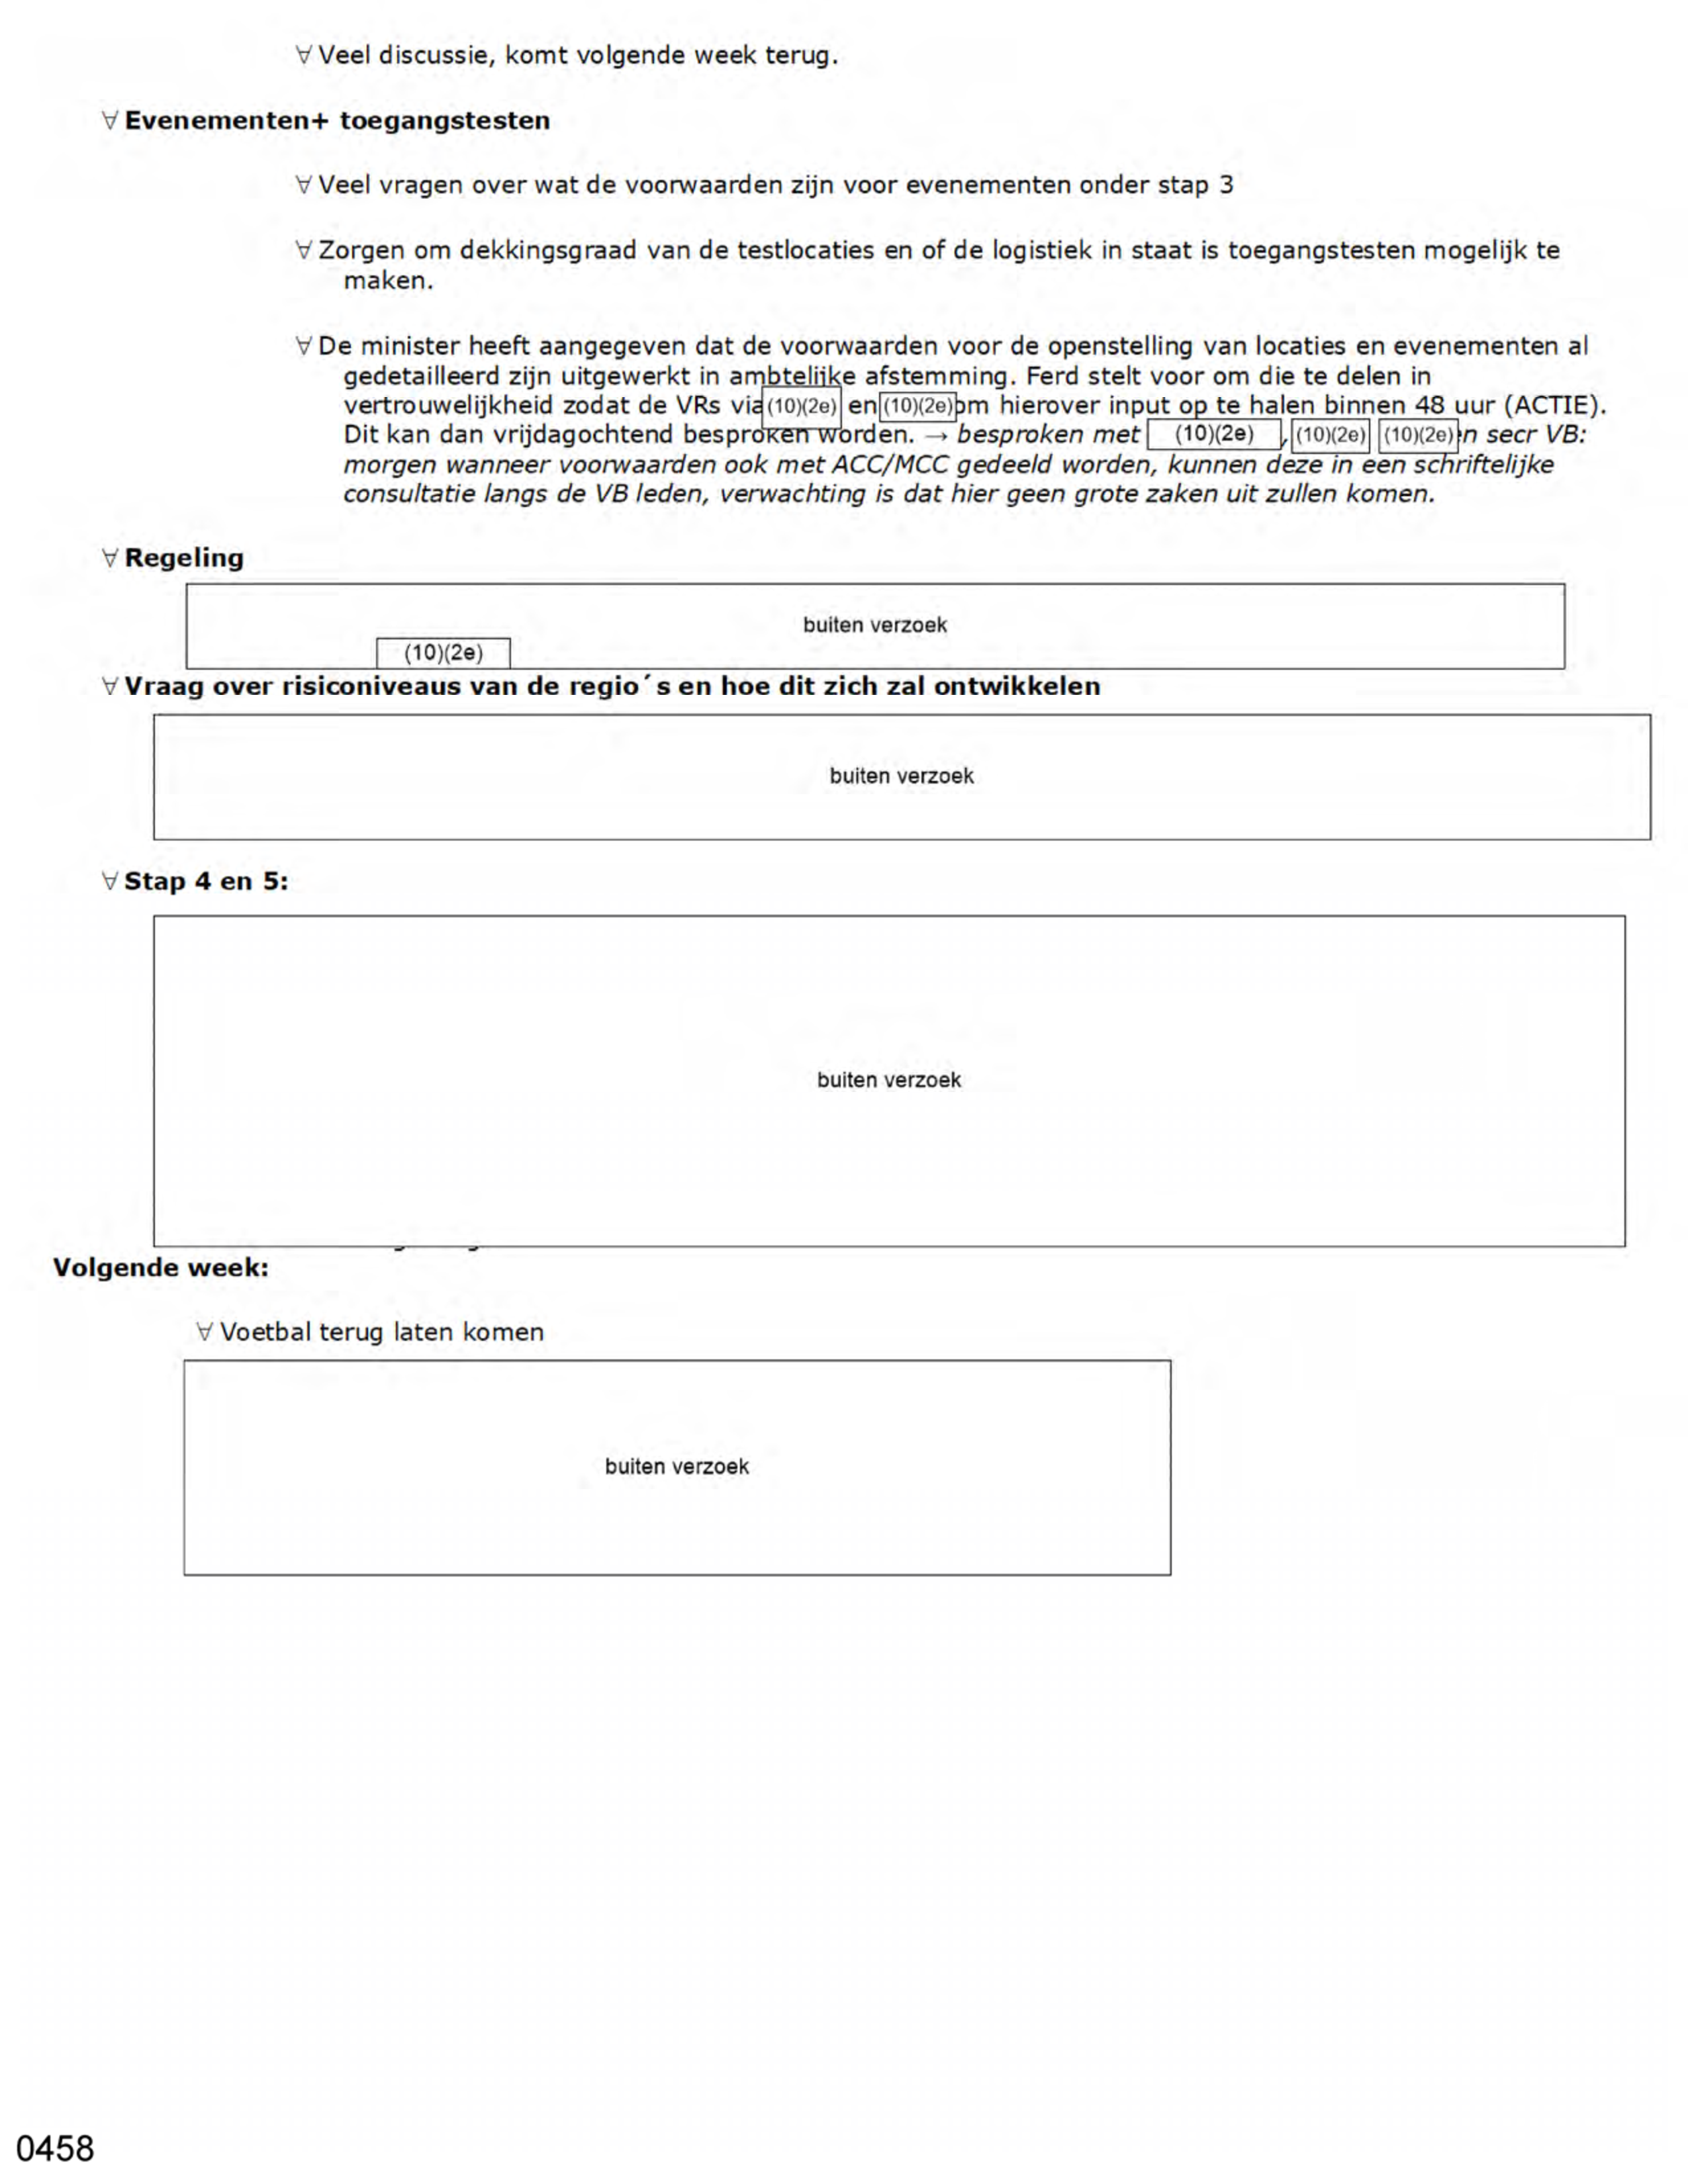 ∀ Veel discussie, komt volgende week terug.
∀ Evenementen+ toegangstesten
∀ Veel vragen over wat de voorwaarden zijn voor evenementen onder stap 3
∀ Zorgen om dekkingsgraad van de testlocaties en of de logistiek in staat is toegangstesten mogelijk te
maken.
∀ De minister heeft aangegeven dat de voorwaarden voor de openstelling van locaties en evenementen al
gedetailleerd zijn uitgewerkt in ambtelijke afstemming. Ferd stelt voor om die te delen in
vertrouwelijkheid zodat de VRs via (10)(2e) en (10)(2e) om hierover input op te halen binnen 48 uur (ACTIE).
Dit kan dan vrijdagochtend besproken worden. → besproken met (10)(2e) , (10)(2e) (10)(2e) en secr VB:
morgen wanneer voorwaarden ook met ACC/MCC gedeeld worden, kunnen deze in een schriftelijke
consultatie langs de VB leden, verwachting is dat hier geen grote zaken uit zullen komen.
∀ Regeling
buiten verzoek
(10)(2e)
∀ Vraag over risiconiveaus van de regio´s en hoe dit zich zal ontwikkelen
buiten verzoek
∀ Stap 4 en 5:
buiten verzoek
Volgende week:
∀ Voetbal terug laten komen
buiten verzoek
0458